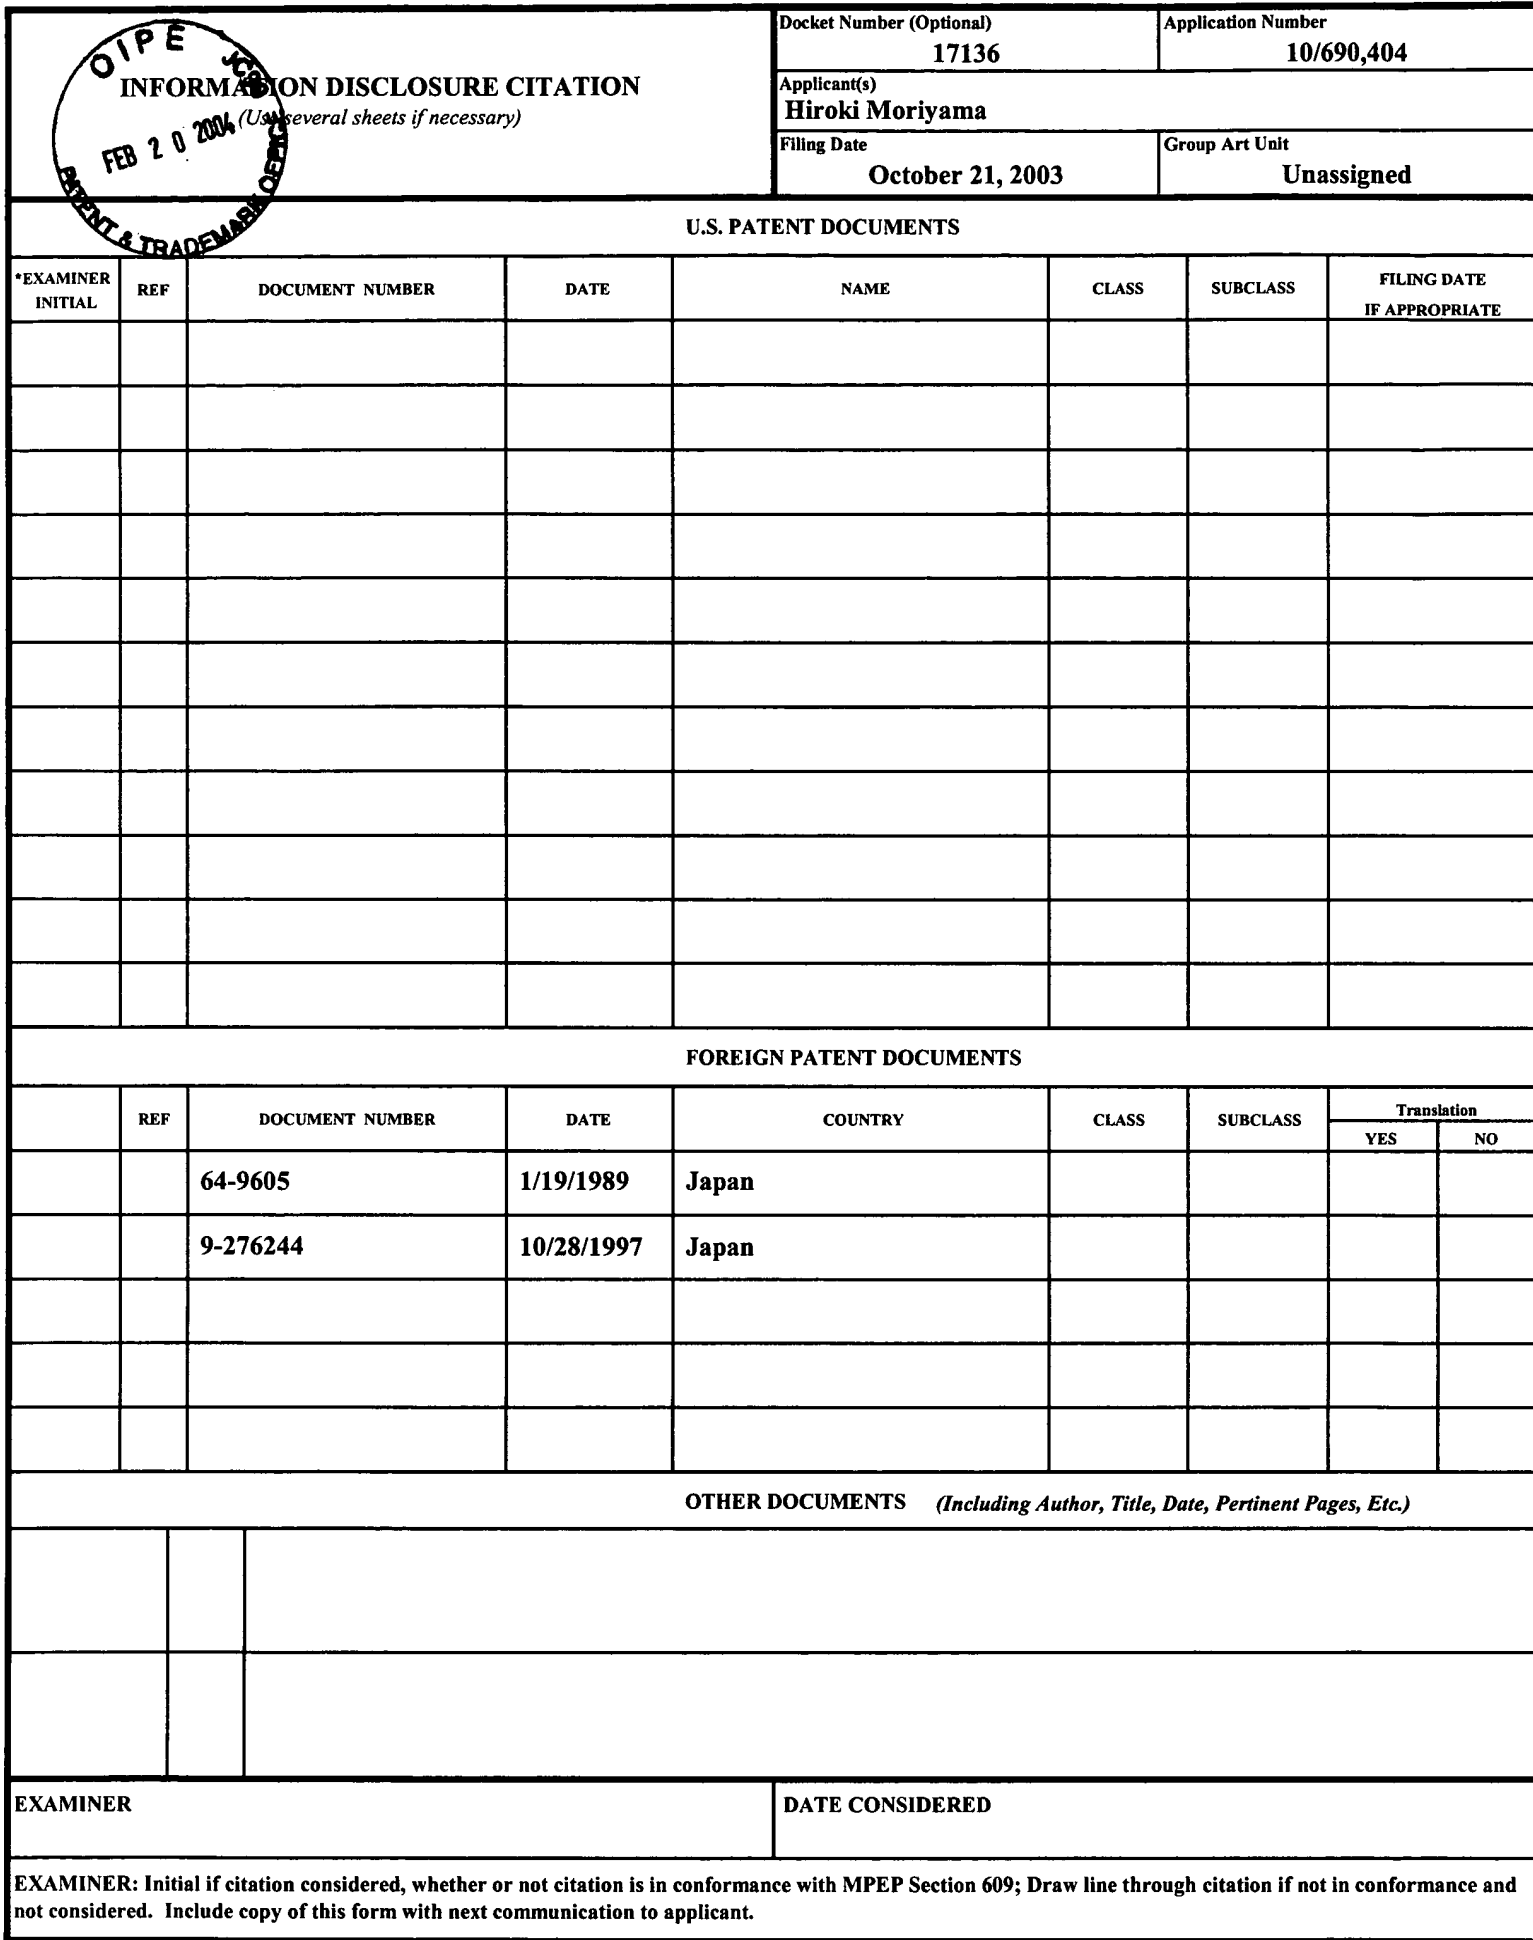 OIPE
FEB 20 2004
PATENT & TRADEMARK OFFICE
INFORMATION DISCLOSURE CITATION
(Use several sheets if necessary)
Docket Number (Optional)
17136
Application Number
10/690,404
Applicant(s)
Hiroki Moriyama
Filing Date
October 21, 2003
Group Art Unit
Unassigned
U.S. PATENT DOCUMENTS
*EXAMINER INITIAL REF DOCUMENT NUMBER DATE NAME CLASS SUBCLASS FILING DATE IF APPROPRIATE
FOREIGN PATENT DOCUMENTS
REF DOCUMENT NUMBER DATE COUNTRY CLASS SUBCLASS Translation
YES NO
64-9605 1/19/1989 Japan
9-276244 10/28/1997 Japan
OTHER DOCUMENTS (Including Author, Title, Date, Pertinent Pages, Etc.)
EXAMINER
DATE CONSIDERED
EXAMINER: Initial if citation considered, whether or not citation is in conformance with MPEP Section 609; Draw line through citation if not in conformance and
not considered. Include copy of this form with next communication to applicant.